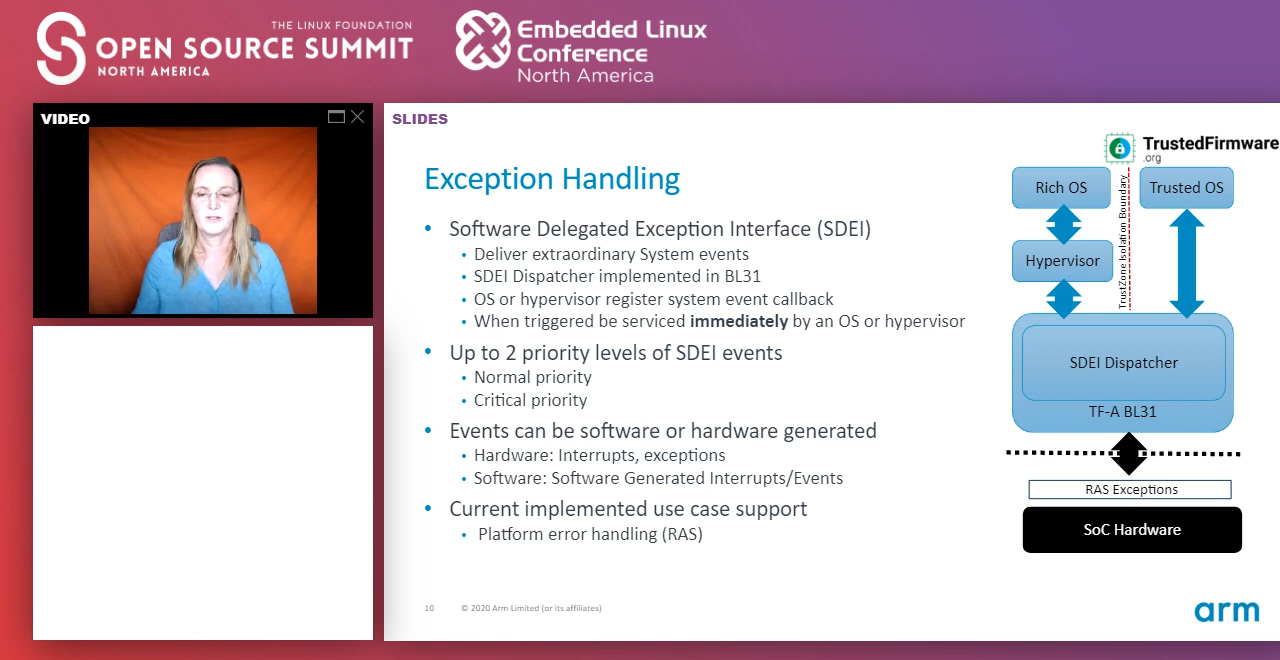 THE LINUX FOUNDATION
OPEN SOURCE SUMMIT
NORTH AMERICA
Embedded Linux
Conference
North America
VIDEO
SLIDES
TrustedFirmware
.org
Exception Handling
• Software Delegated Exception Interface (SDEI)
• Deliver extraordinary System events
• SDEI Dispatcher implemented in BL31
• OS or hypervisor register system event callback
• When triggered be serviced immediately by an OS or hypervisor
• Up to 2 priority levels of SDEI events
• Normal priority
• Critical priority
• Events can be software or hardware generated
• Hardware: Interrupts, exceptions
• Software: Software Generated Interrupts/Events
• Current implemented use case support
• Platform error handling (RAS)
Rich OS
Trusted OS
TrustZone Isolation Boundary
Hypervisor
SDEI Dispatcher
TF-A BL31
RAS Exceptions
SoC Hardware
10
© 2020 Arm Limited (or its affiliates)
arm